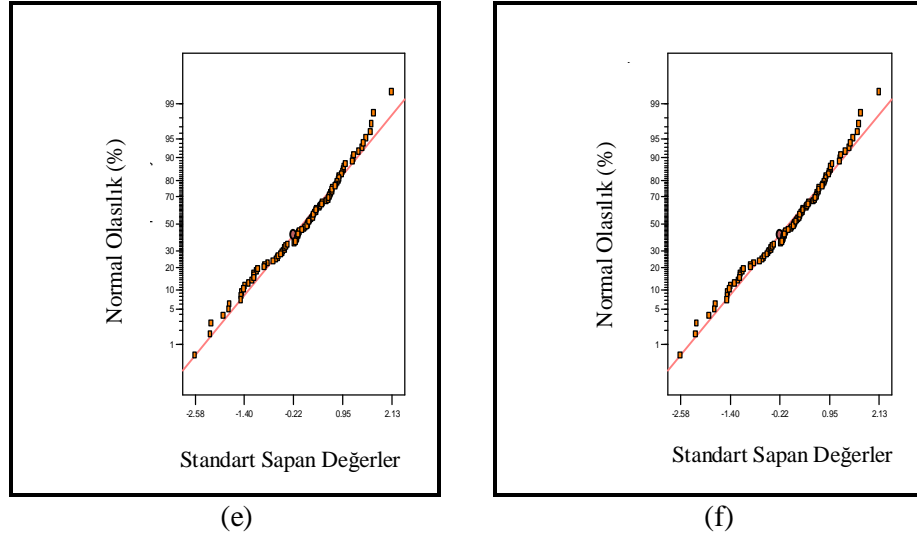 Normal Olasılık (%)
99
95
90
80
70
50
30
20
10
5
1
-2.58 -1.40 -0.22 0.95 2.13
Standart Sapan Değerler
(e)
Normal Olasılık (%)
99
95
90
80
70
50
30
20
10
5
1
-2.58 -1.40 -0.22 0.95 2.13
Standart Sapan Değerler
(f)